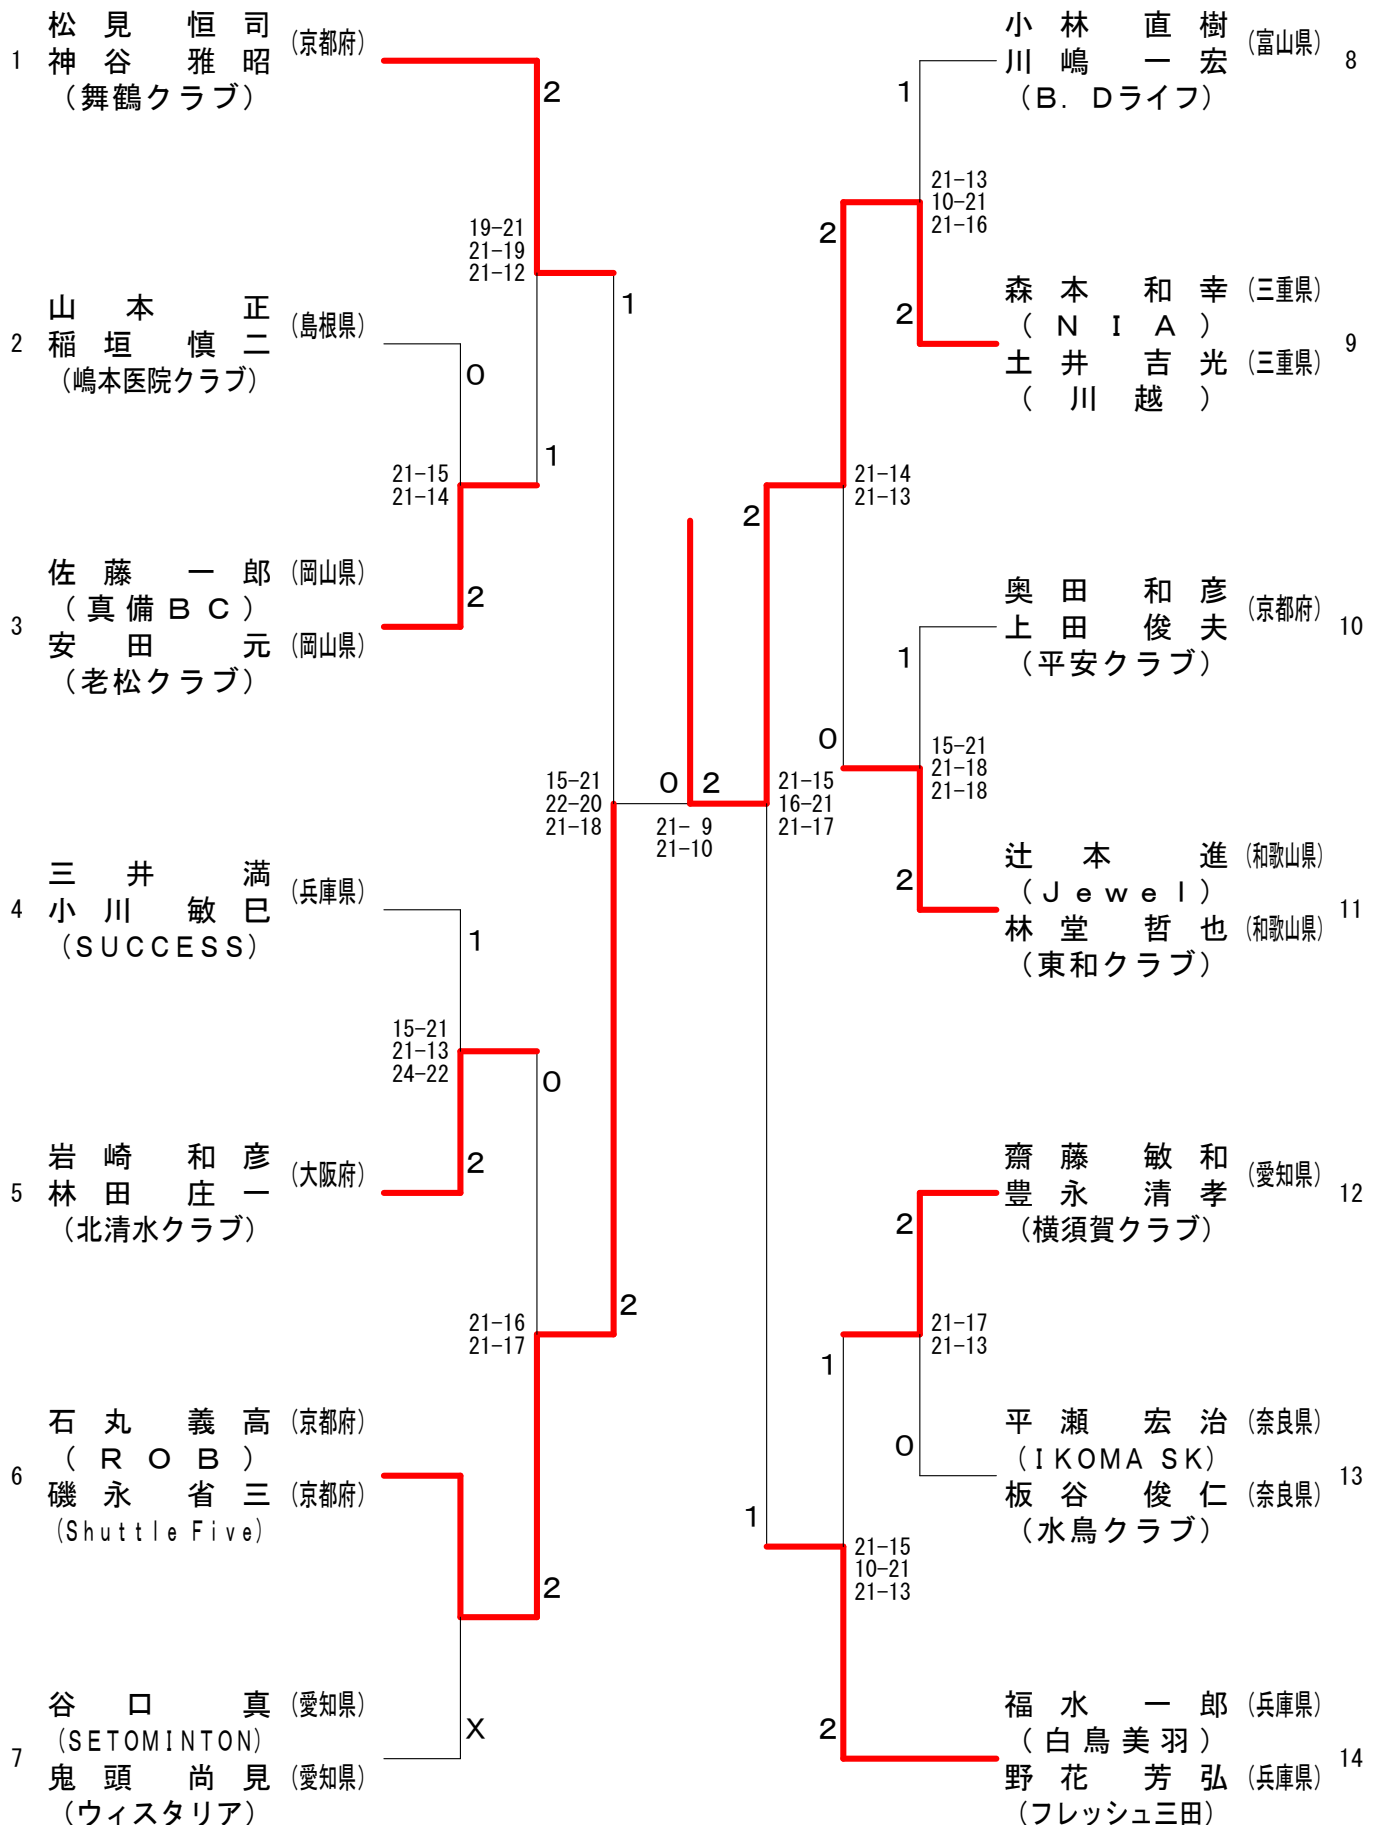 松見 恒司 (京都府)
1 神谷 雅昭
(舞鶴クラブ)
2
19-21
21-19
21-12
1
山本 正 (島根県)
2 稲垣 慎二
(嶋本医院クラブ)
0
1
21-15
21-14
佐藤 一郎 (岡山県)
(真備BC)
2
3 安田 元 (岡山県)
(老松クラブ)
15-21
22-20
21-18
0 2
21- 9
21-10
三井 満 (兵庫県)
4 小川 敏巳
(SUCCESS)
1
15-21
21-13
24-22
0
岩崎 和彦 (大阪府)
5 林田 庄一
(北清水クラブ)
2
2
21-16
21-17
石丸 義高 (京都府)
(ROB)
6 磯永 省三 (京都府)
(Shuttle Five)
2
谷口 真 (愛知県)
(SETOMINTON)
X
7 鬼頭 尚見 (愛知県)
(ウィスタリア)
小林 直樹 (富山県)
川嶋 一宏 8
(B. Dライフ)
1
21-13
10-21
21-16
2
森本 和幸 (三重県)
(NIA)
2
土井 吉光 (三重県) 9
(川越)
21-14
21-13
2
奥田 和彦 (京都府)
上田 俊夫 10
(平安クラブ)
1
0
15-21
21-18
21-18
21-15
16-21
21-17
辻本 進 (和歌山県)
(Jewel)
2
林堂 哲也 (和歌山県) 11
(東和クラブ)
齋藤 敏和 (愛知県)
豊永 清孝 12
(横須賀クラブ)
2
21-17
21-13
1
平瀬 宏治 (奈良県)
0
(IKOMA SK)
板谷 俊仁 (奈良県) 13
(水鳥クラブ)
1
21-15
10-21
21-13
福水 一郎 (兵庫県)
2
(白鳥美羽)
野花 芳弘 (兵庫県) 14
(フレッシュ三田)